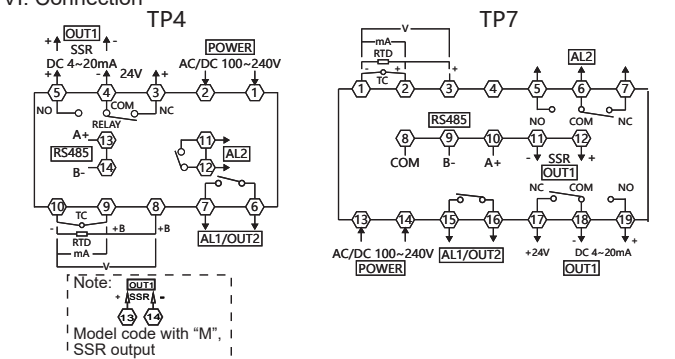 VI. Connection
TP4
OUT1
+ -
SSR
DC 4~20mA
+ - 24V +
POWER
AC/DC 100~240V
5 4 3 2 1
NO COM NC
RELAY
A+ 13
RS485
B- 14
11
12
AL2
10 9 8 7 6
TC
- +B +B
RTD
mA
V
AL1/OUT2
Note: OUT1
+ SSR -
13 14
Model code with “M”,
SSR output
TP7
V
mA
RTD
- + +
TC
AL2
1 2 3 4 5 6 7
NO COM NC
RS485
8 9 10 11 12
COM B- A+ - SSR +
OUT1
NC COM NO
13 14 15 16 17 18 19
AC/DC 100~240V
POWER
AL1/OUT2
+24V
- +
DC 4~20mA
OUT1